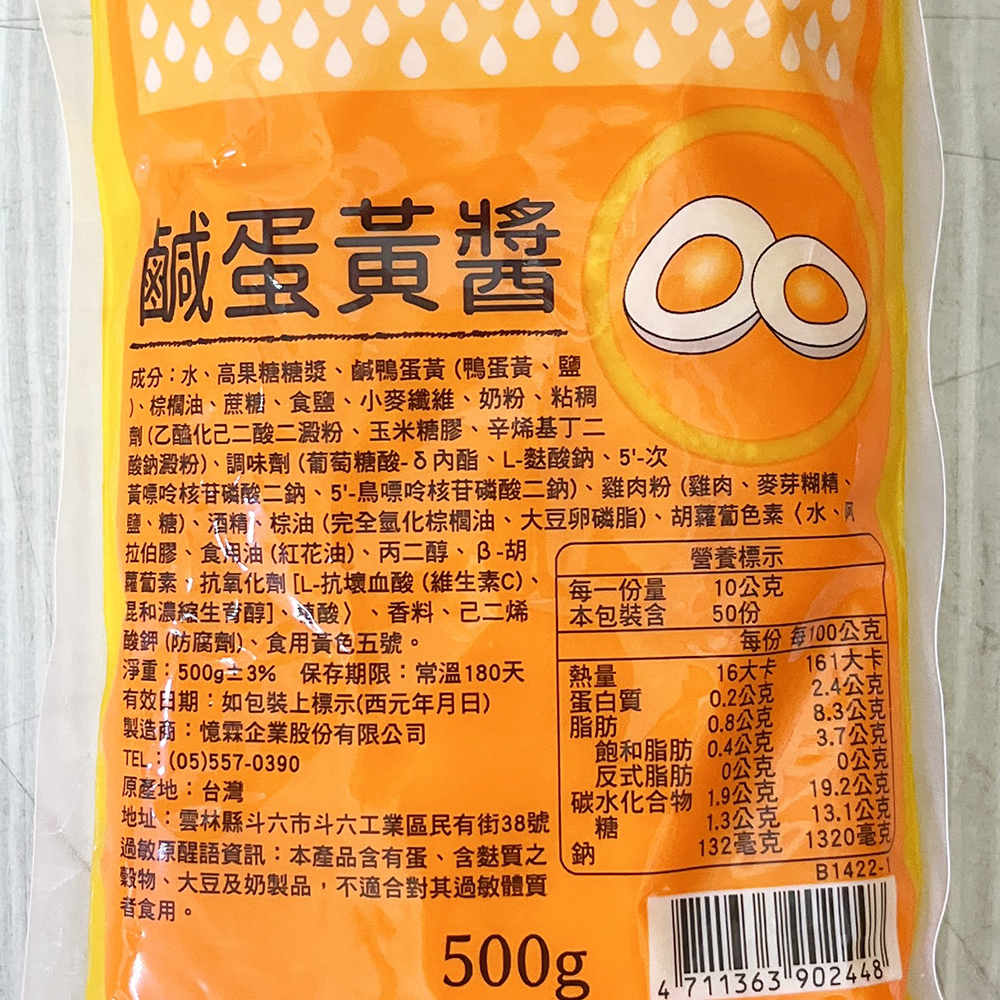 鹹蛋黃醬
成分：水、高果糖糖漿、鹹鴨蛋黃 (鴨蛋黃、鹽
)、棕櫚油、蔗糖、食鹽、小麥纖維、奶粉、粘稠
劑 (乙醯化己二酸二澱粉、玉米糖膠、辛烯基丁二
酸鈉澱粉)、調味劑 (葡萄糖酸-δ內酯、L-麩酸鈉、5'-次
黃嘌呤核苷磷酸二鈉、5'-鳥嘌呤核苷磷酸二鈉)、雞肉粉 (雞肉、麥芽糊精、
鹽、糖)、酒精、棕油 (完全氫化棕櫚油、大豆卵磷脂)、胡蘿蔔色素〈水、阿
拉伯膠、食用油 (紅花油)、丙二醇、β-胡
蘿蔔素、抗氧化劑 [L-抗壞血酸 (維生素C)、
混和濃縮生育醇]、磷酸〉、香料、己二烯
酸鉀 (防腐劑)、食用黃色五號。
淨重：500g±3%　保存期限：常溫180天
有效日期：如包裝上標示(西元年月日)
製造商：憶霖企業股份有限公司
TEL：(05)557-0390
原產地：台灣
地址：雲林縣斗六市斗六工業區民有街38號
過敏原醒語資訊：本產品含有蛋、含麩質之
穀物、大豆及奶製品，不適合對其過敏體質
者食用。
營養標示
每一份量 10公克
本包裝含 50份
每份 每100公克
熱量 16大卡 161大卡
蛋白質 0.2公克 2.4公克
脂肪 0.8公克 8.3公克
飽和脂肪 0.4公克 3.7公克
反式脂肪 0公克 0公克
碳水化合物 1.9公克 19.2公克
糖 1.3公克 13.1公克
鈉 132毫克 1320毫克
B1422-1
500g
4 711363 902448